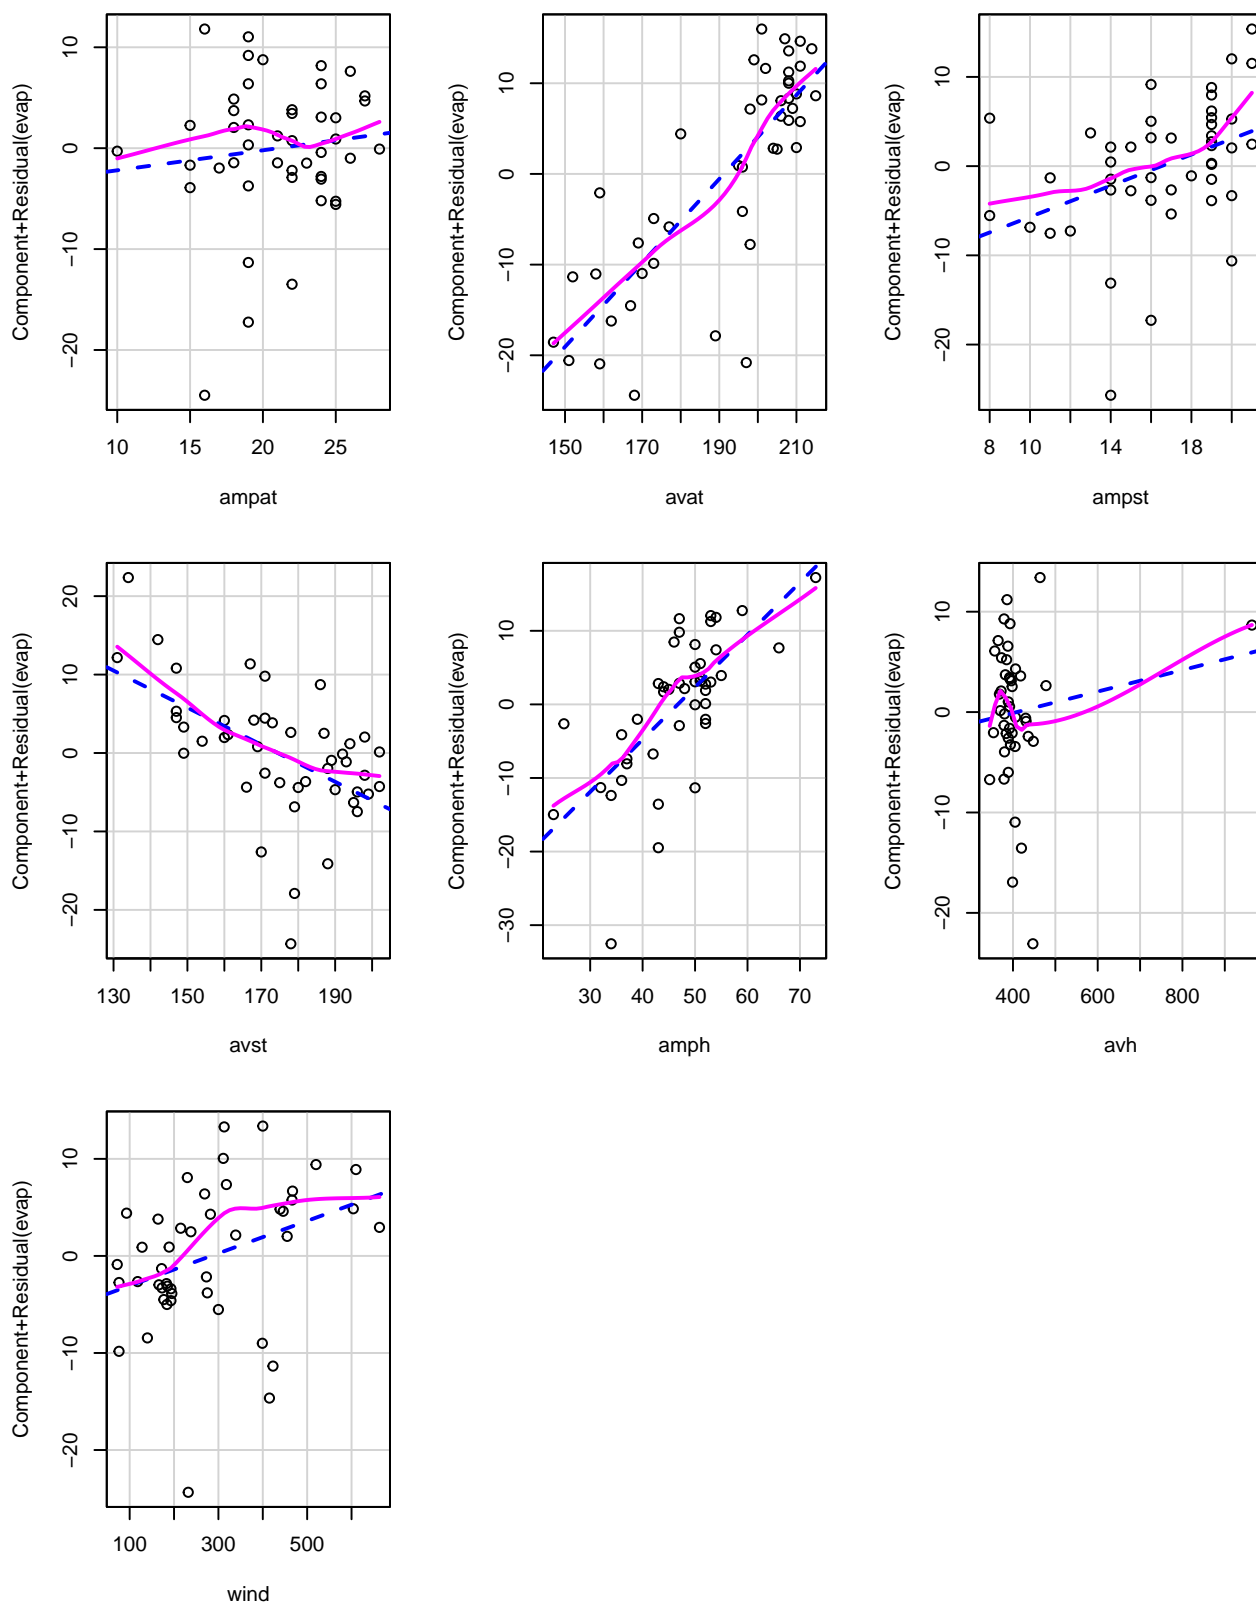 Component+Residual(evap)
10
0
−10
−20
10 15 20 25
ampat
Component+Residual(evap)
10
0
−10
−20
150 170 190 210
avat
Component+Residual(evap)
10
0
−10
−20
8 10 14 18
ampst
Component+Residual(evap)
20
10
0
−10
−20
130 150 170 190
avst
Component+Residual(evap)
10
0
−10
−20
−30
30 40 50 60 70
amph
Component+Residual(evap)
10
0
−10
−20
400 600 800
avh
Component+Residual(evap)
10
0
−10
−20
100 300 500
wind